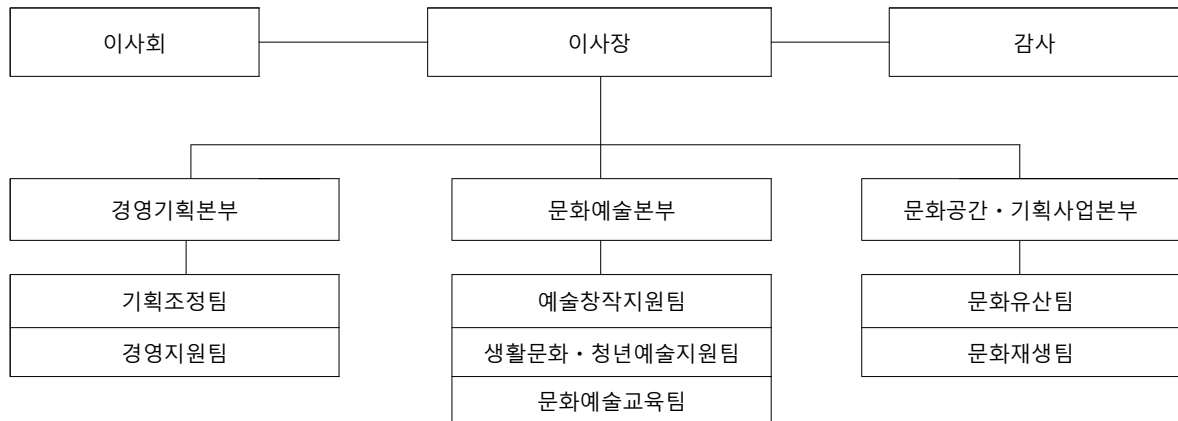 이사회
이사장
감사
경영기획본부
문화예술본부
문화공간・기획사업본부
기획조정팀
경영지원팀
예술창작지원팀
생활문화・청년예술지원팀
문화예술교육팀
문화유산팀
문화재생팀